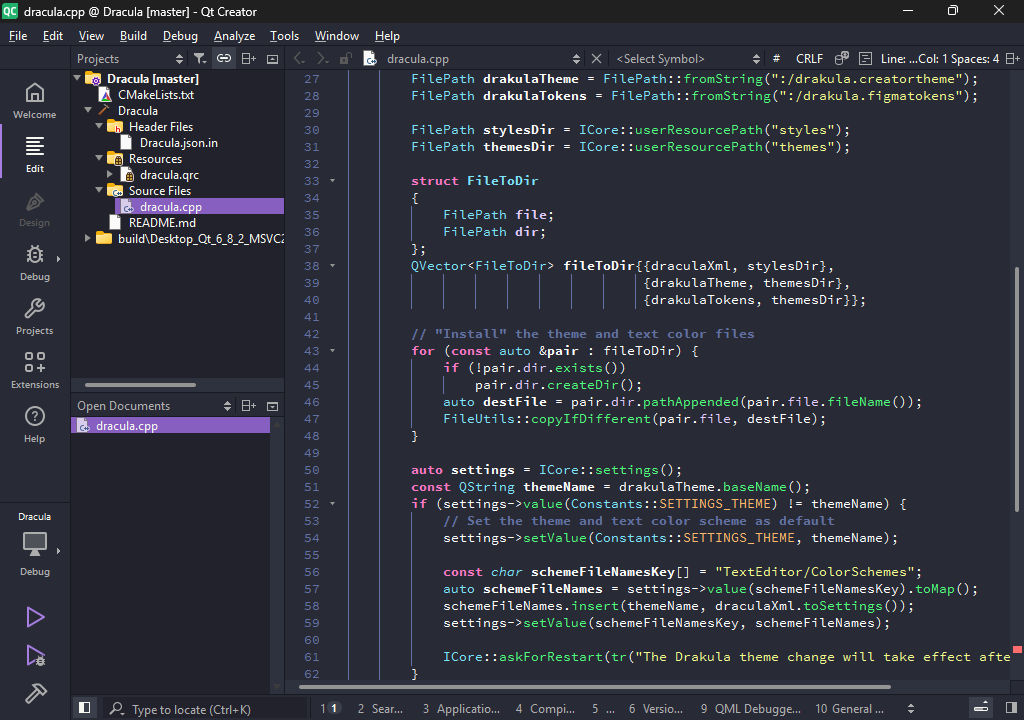 QC dracula.cpp @ Dracula [master] - Qt Creator
File Edit View Build Debug Analyze Tools Window Help
Projects
dracula.cpp
<Select Symbol>
# CRLF Line: ...Col: 1 Spaces: 4
Welcome
Edit
Design
Debug
Projects
Extensions
Help
Dracula
Debug
Dracula [master]
CMakeLists.txt
Dracula
Header Files
Dracula.json.in
Resources
dracula.qrc
Source Files
dracula.cpp
README.md
build\Desktop_Qt_6_8_2_MSVC2
Open Documents
dracula.cpp
27 FilePath drakulaTheme = FilePath::fromString(":/drakula.creatortheme");
28 FilePath drakulaTokens = FilePath::fromString(":/drakula.figmatokens");
29
30 FilePath stylesDir = ICore::userResourcePath("styles");
31 FilePath themesDir = ICore::userResourcePath("themes");
32
33 struct FileToDir
34 {
35 FilePath file;
36 FilePath dir;
37 };
38 QVector<FileToDir> fileToDir{{draculaXml, stylesDir},
39 {drakulaTheme, themesDir},
40 {drakulaTokens, themesDir}};
41
42 // "Install" the theme and text color files
43 for (const auto &pair : fileToDir) {
44 if (!pair.dir.exists())
45 pair.dir.createDir();
46 auto destFile = pair.dir.pathAppended(pair.file.fileName());
47 FileUtils::copyIfDifferent(pair.file, destFile);
48 }
49
50 auto settings = ICore::settings();
51 const QString themeName = drakulaTheme.baseName();
52 if (settings->value(Constants::SETTINGS_THEME) != themeName) {
53 // Set the theme and text color scheme as default
54 settings->setValue(Constants::SETTINGS_THEME, themeName);
55
56 const char schemeFileNamesKey[] = "TextEditor/ColorSchemes";
57 auto schemeFileNames = settings->value(schemeFileNamesKey).toMap();
58 schemeFileNames.insert(themeName, draculaXml.toSettings());
59 settings->setValue(schemeFileNamesKey, schemeFileNames);
60
61 ICore::askForRestart(tr("The Drakula theme change will take effect afte
62 }
Type to locate (Ctrl+K)
1 1 2 Sear... 3 Applicatio... 4 Compi... 5 ... 6 Versio... 9 QML Debugge... 10 General ...